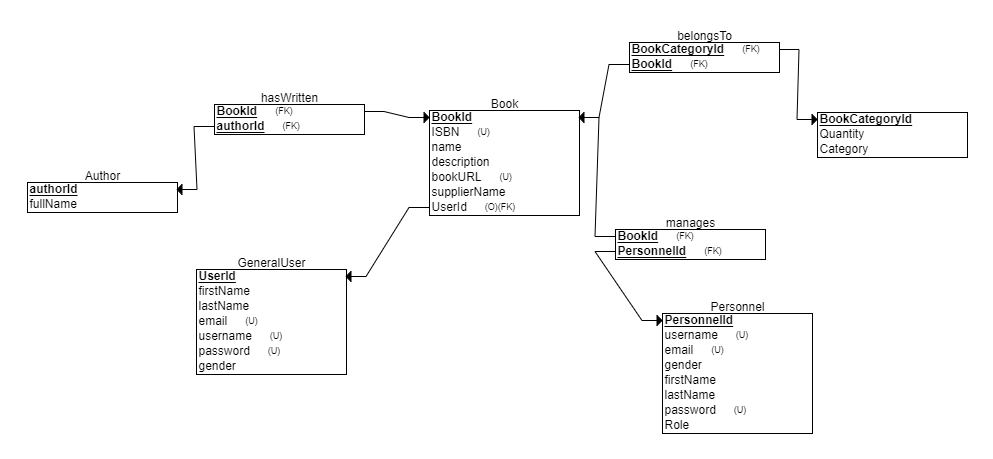 belongsTo
BookCategoryId (FK)
BookId (FK)
hasWritten
BookId (FK)
authorId (FK)
Book
BookId
ISBN (U)
name
description
bookURL (U)
supplierName
UserId (O)(FK)
BookCategoryId
Quantity
Category
Author
authorId
fullName
manages
BookId (FK)
PersonnelId (FK)
GeneralUser
UserId
firstName
lastName
email (U)
username (U)
password (U)
gender
Personnel
PersonnelId
username (U)
email (U)
gender
firstName
lastName
password (U)
Role